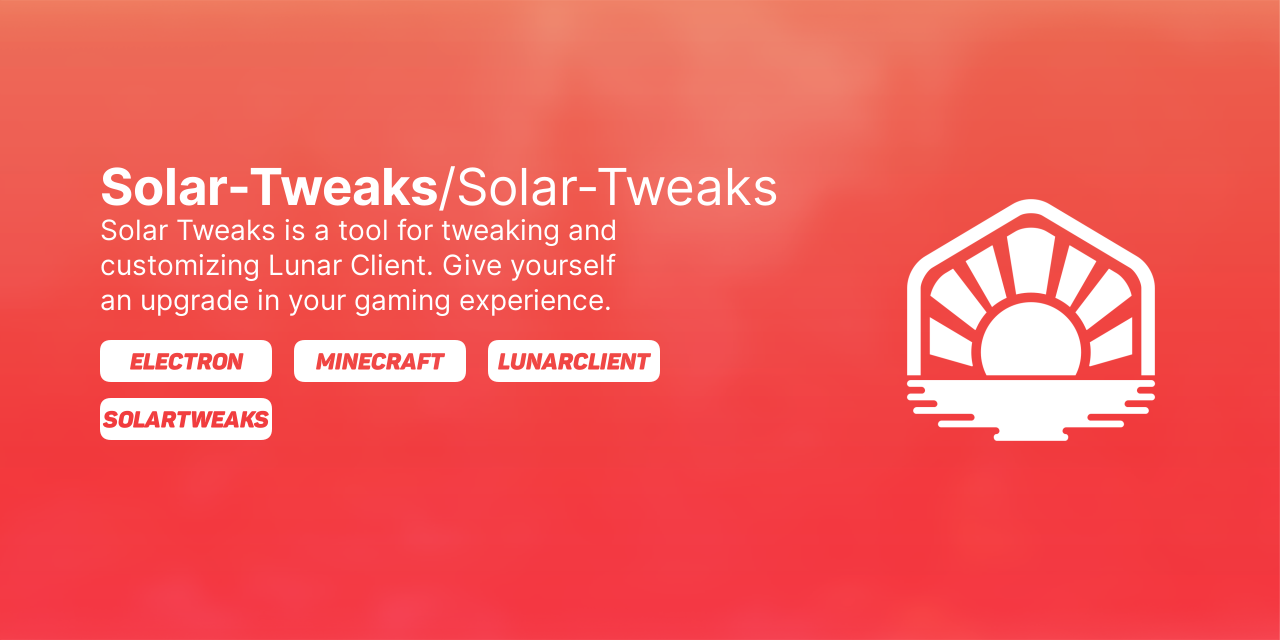 Solar-Tweaks/Solar-Tweaks
Solar Tweaks is a tool for tweaking and
customizing Lunar Client. Give yourself
an upgrade in your gaming experience.
ELECTRON MINECRAFT LUNARCLIENT
SOLARTWEAKS